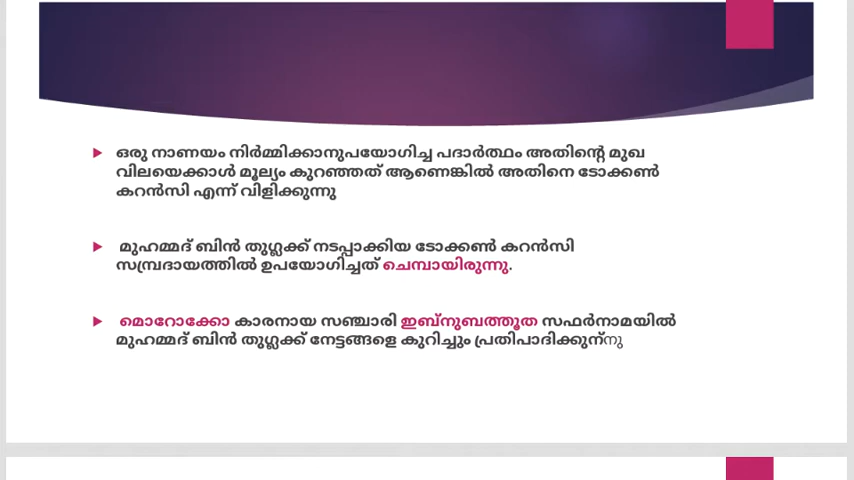 ഒരു നാണയം നിർമ്മിക്കാനുപയോഗിച്ച പദാർത്ഥം അതിന്റെ മുഖ
വിലയെക്കാൾ മൂല്യം കുറഞ്ഞത് ആണെങ്കിൽ അതിനെ ടോക്കൺ
കറൻസി എന്ന് വിളിക്കുന്നു
മുഹമ്മദ് ബിൻ തുഗ്ലക്ക് നടപ്പാക്കിയ ടോക്കൺ കറൻസി
സമ്പ്രദായത്തിൽ ഉപയോഗിച്ചത് ചെമ്പായിരുന്നു.
മൊറോക്കോ കാരനായ സഞ്ചാരി ഇബ്നുബത്തൂത സഫർനാമയിൽ
മുഹമ്മദ് ബിൻ തുഗ്ലക്ക് നേട്ടങ്ങളെ കുറിച്ചും പ്രതിപാദിക്കുന്നു